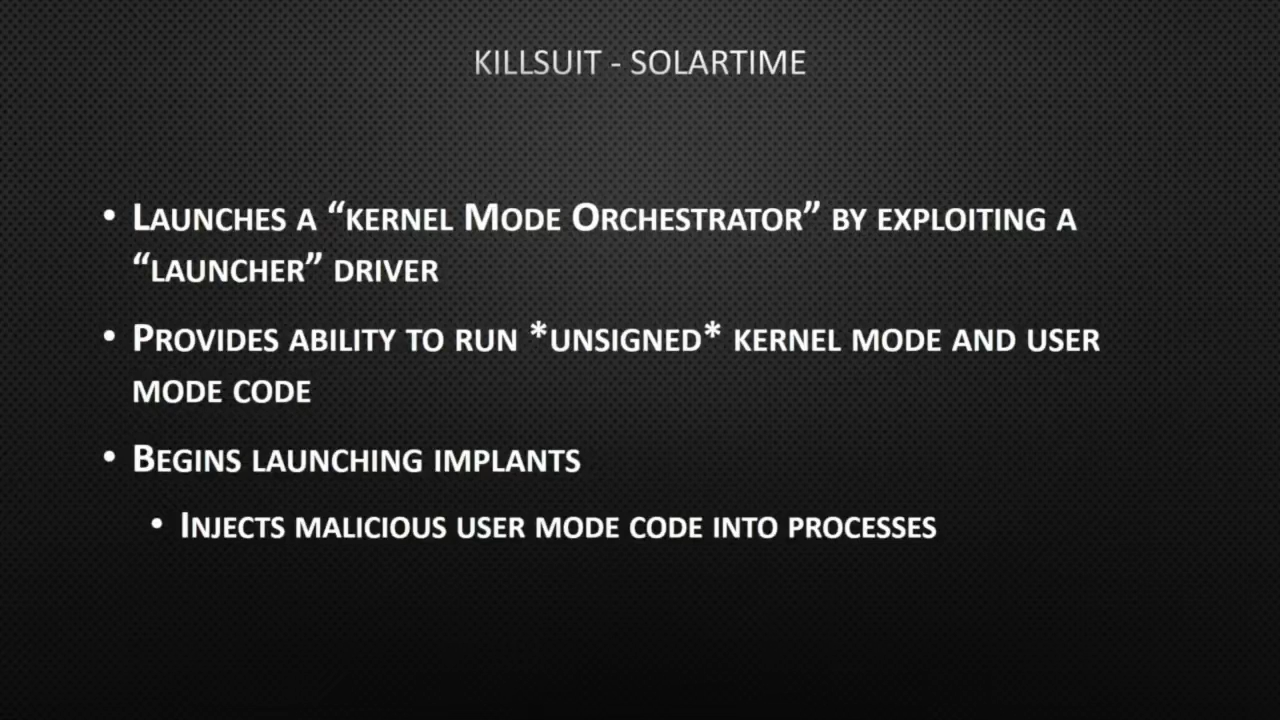 KILLSUIT - SOLARTIME
• LAUNCHES A “KERNEL MODE ORCHESTRATOR” BY EXPLOITING A
“LAUNCHER” DRIVER
• PROVIDES ABILITY TO RUN *UNSIGNED* KERNEL MODE AND USER
MODE CODE
• BEGINS LAUNCHING IMPLANTS
• INJECTS MALICIOUS USER MODE CODE INTO PROCESSES